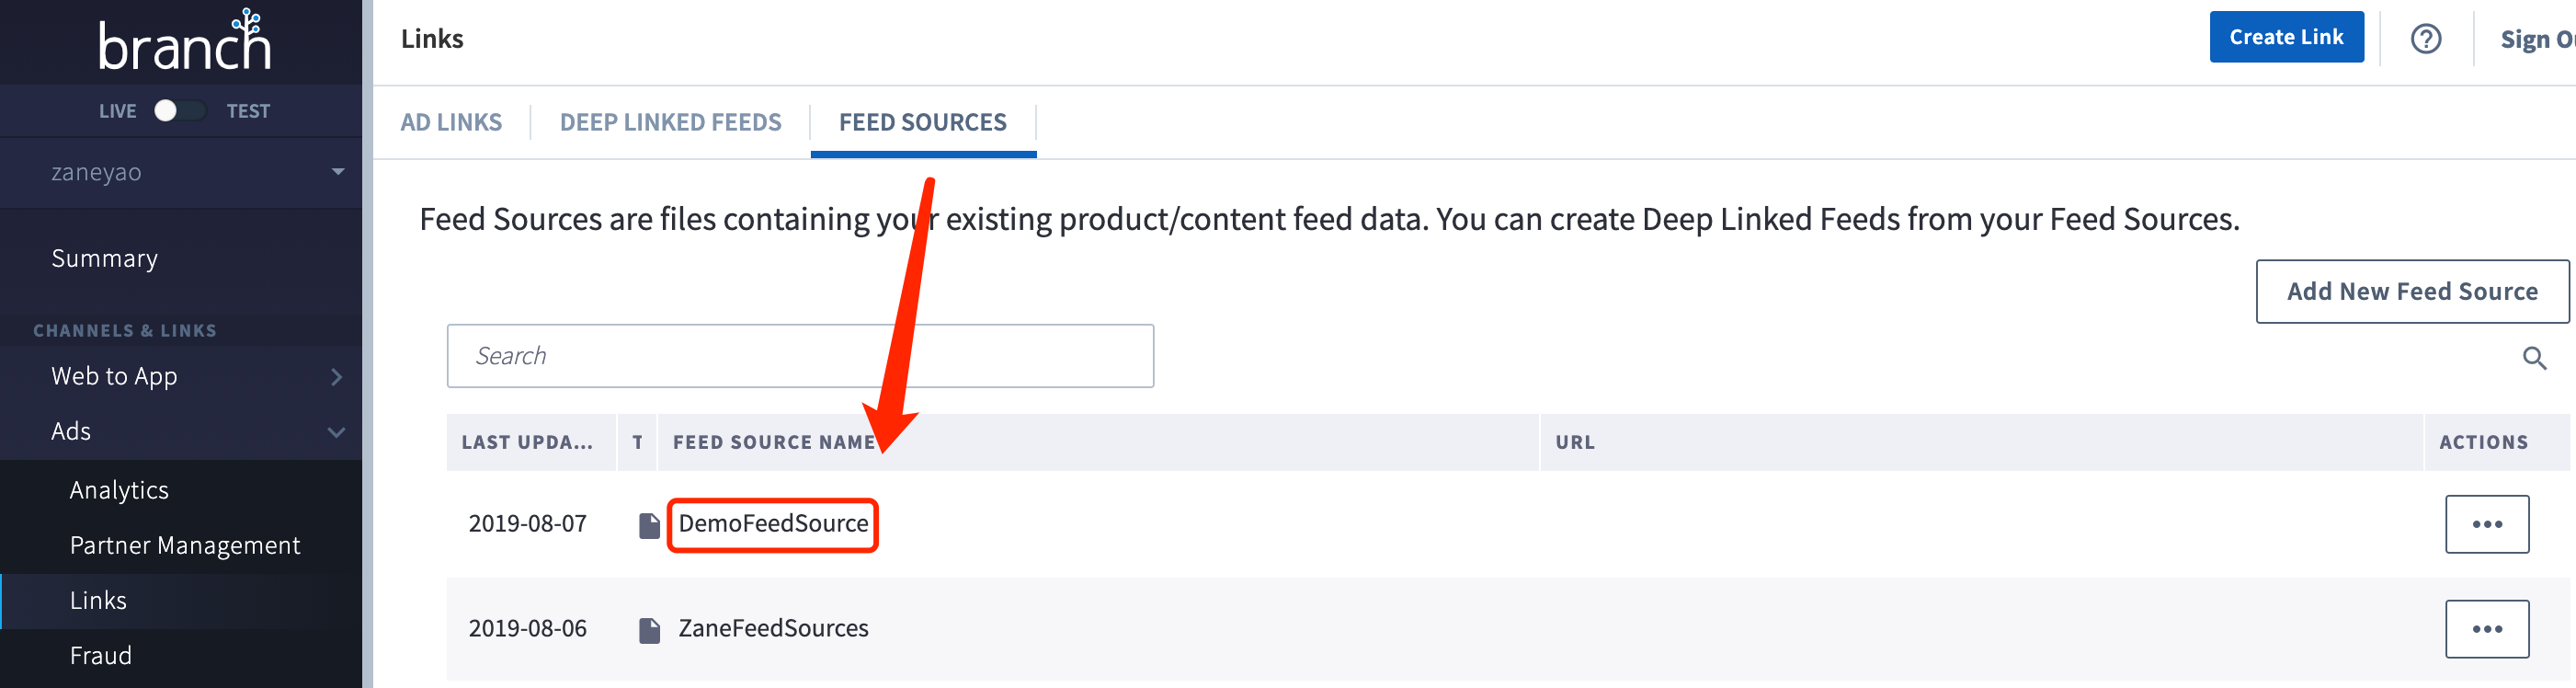 branch
LIVE TEST
zaneyao
Summary
CHANNELS & LINKS
Web to App
Ads
Analytics
Partner Management
Links
Fraud
Links
Create Link
?
Sign O
AD LINKS
DEEP LINKED FEEDS
FEED SOURCES
Feed Sources are files containing your existing product/content feed data. You can create Deep Linked Feeds from your Feed Sources.
Add New Feed Source
Search
LAST UPDA... T FEED SOURCE NAME URL ACTIONS
2019-08-07 DemoFeedSource
2019-08-06 ZaneFeedSources